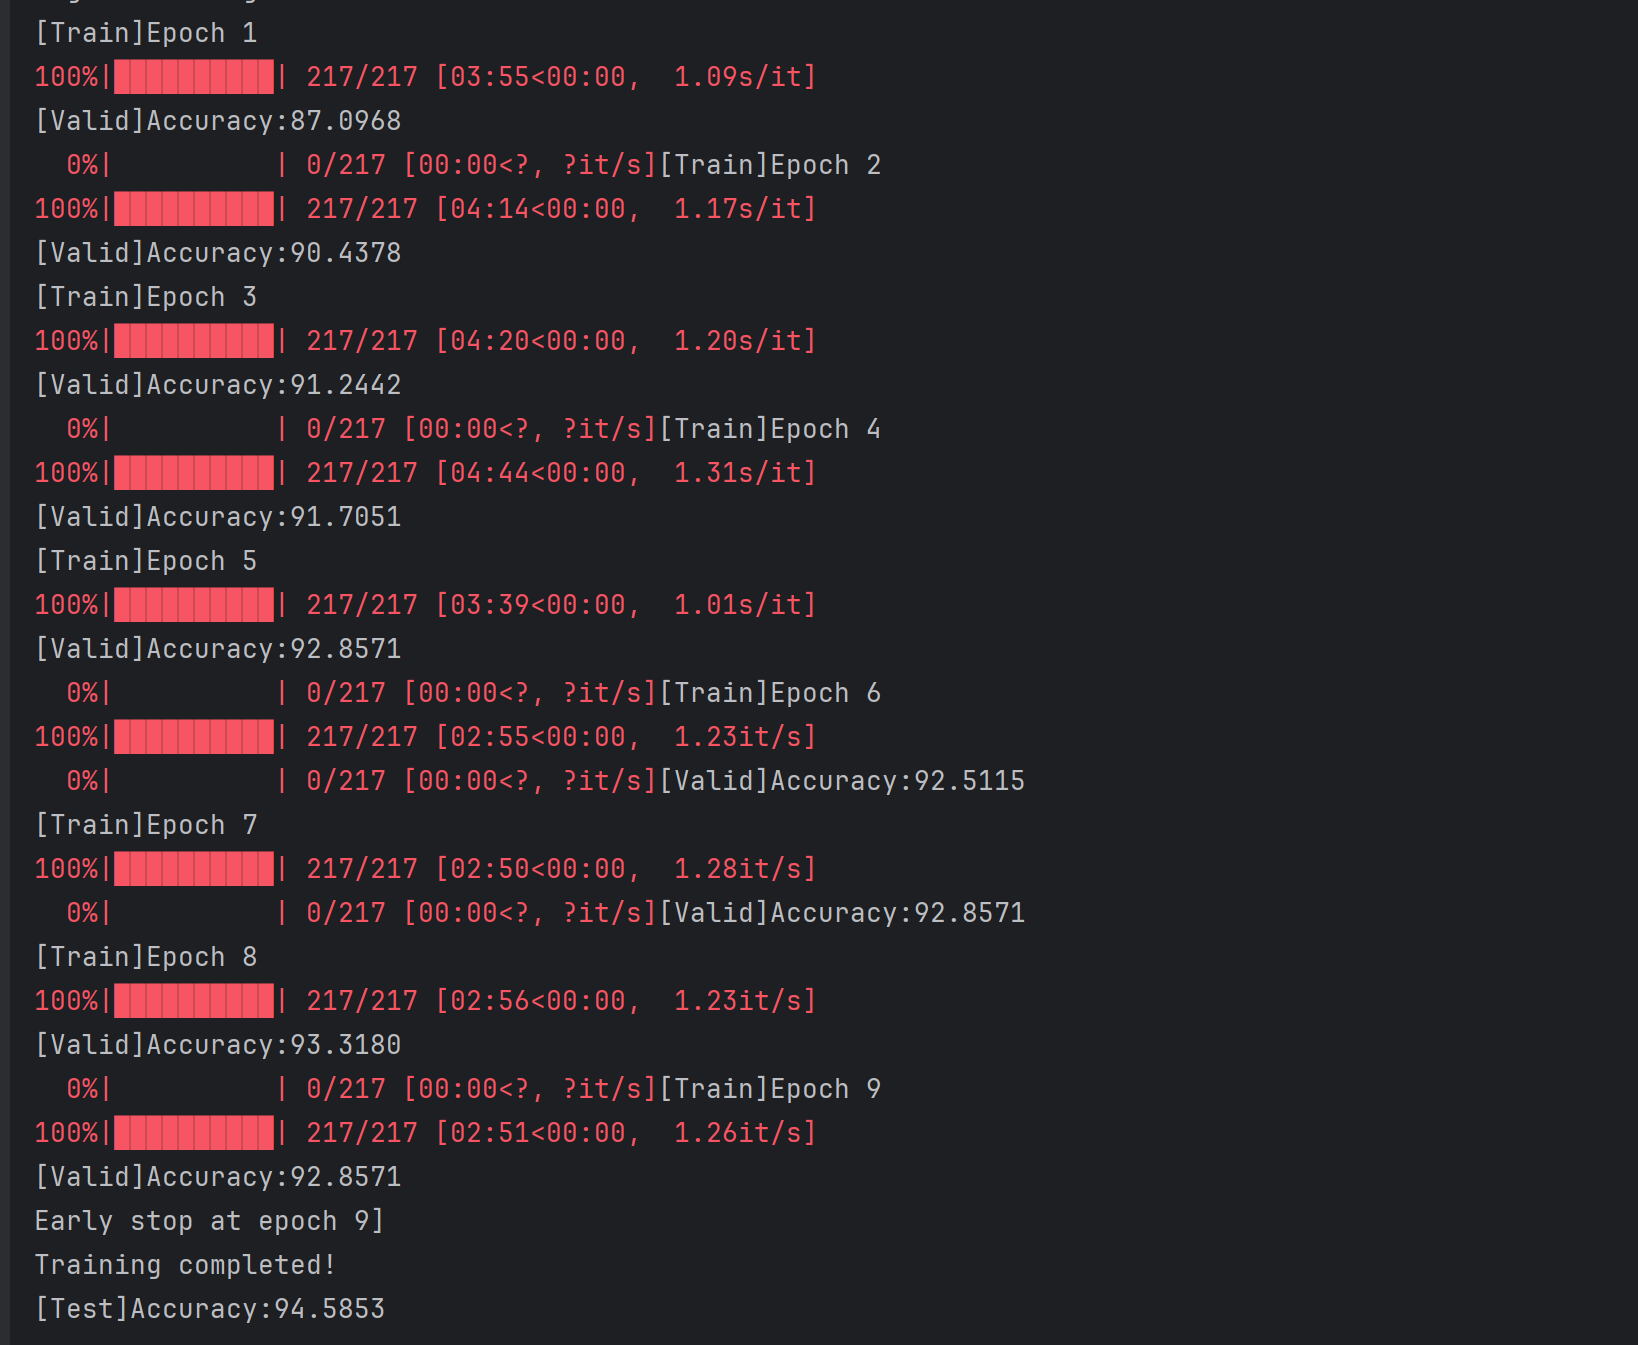 [Train]Epoch 1
100%|██████████| 217/217 [03:55<00:00,  1.09s/it]
[Valid]Accuracy:87.0968
  0%|          | 0/217 [00:00<?, ?it/s][Train]Epoch 2
100%|██████████| 217/217 [04:14<00:00,  1.17s/it]
[Valid]Accuracy:90.4378
[Train]Epoch 3
100%|██████████| 217/217 [04:20<00:00,  1.20s/it]
[Valid]Accuracy:91.2442
  0%|          | 0/217 [00:00<?, ?it/s][Train]Epoch 4
100%|██████████| 217/217 [04:44<00:00,  1.31s/it]
[Valid]Accuracy:91.7051
[Train]Epoch 5
100%|██████████| 217/217 [03:39<00:00,  1.01s/it]
[Valid]Accuracy:92.8571
  0%|          | 0/217 [00:00<?, ?it/s][Train]Epoch 6
100%|██████████| 217/217 [02:55<00:00,  1.23it/s]
  0%|          | 0/217 [00:00<?, ?it/s][Valid]Accuracy:92.5115
[Train]Epoch 7
100%|██████████| 217/217 [02:50<00:00,  1.28it/s]
  0%|          | 0/217 [00:00<?, ?it/s][Valid]Accuracy:92.8571
[Train]Epoch 8
100%|██████████| 217/217 [02:56<00:00,  1.23it/s]
[Valid]Accuracy:93.3180
  0%|          | 0/217 [00:00<?, ?it/s][Train]Epoch 9
100%|██████████| 217/217 [02:51<00:00,  1.26it/s]
[Valid]Accuracy:92.8571
Early stop at epoch 9]
Training completed!
[Test]Accuracy:94.5853